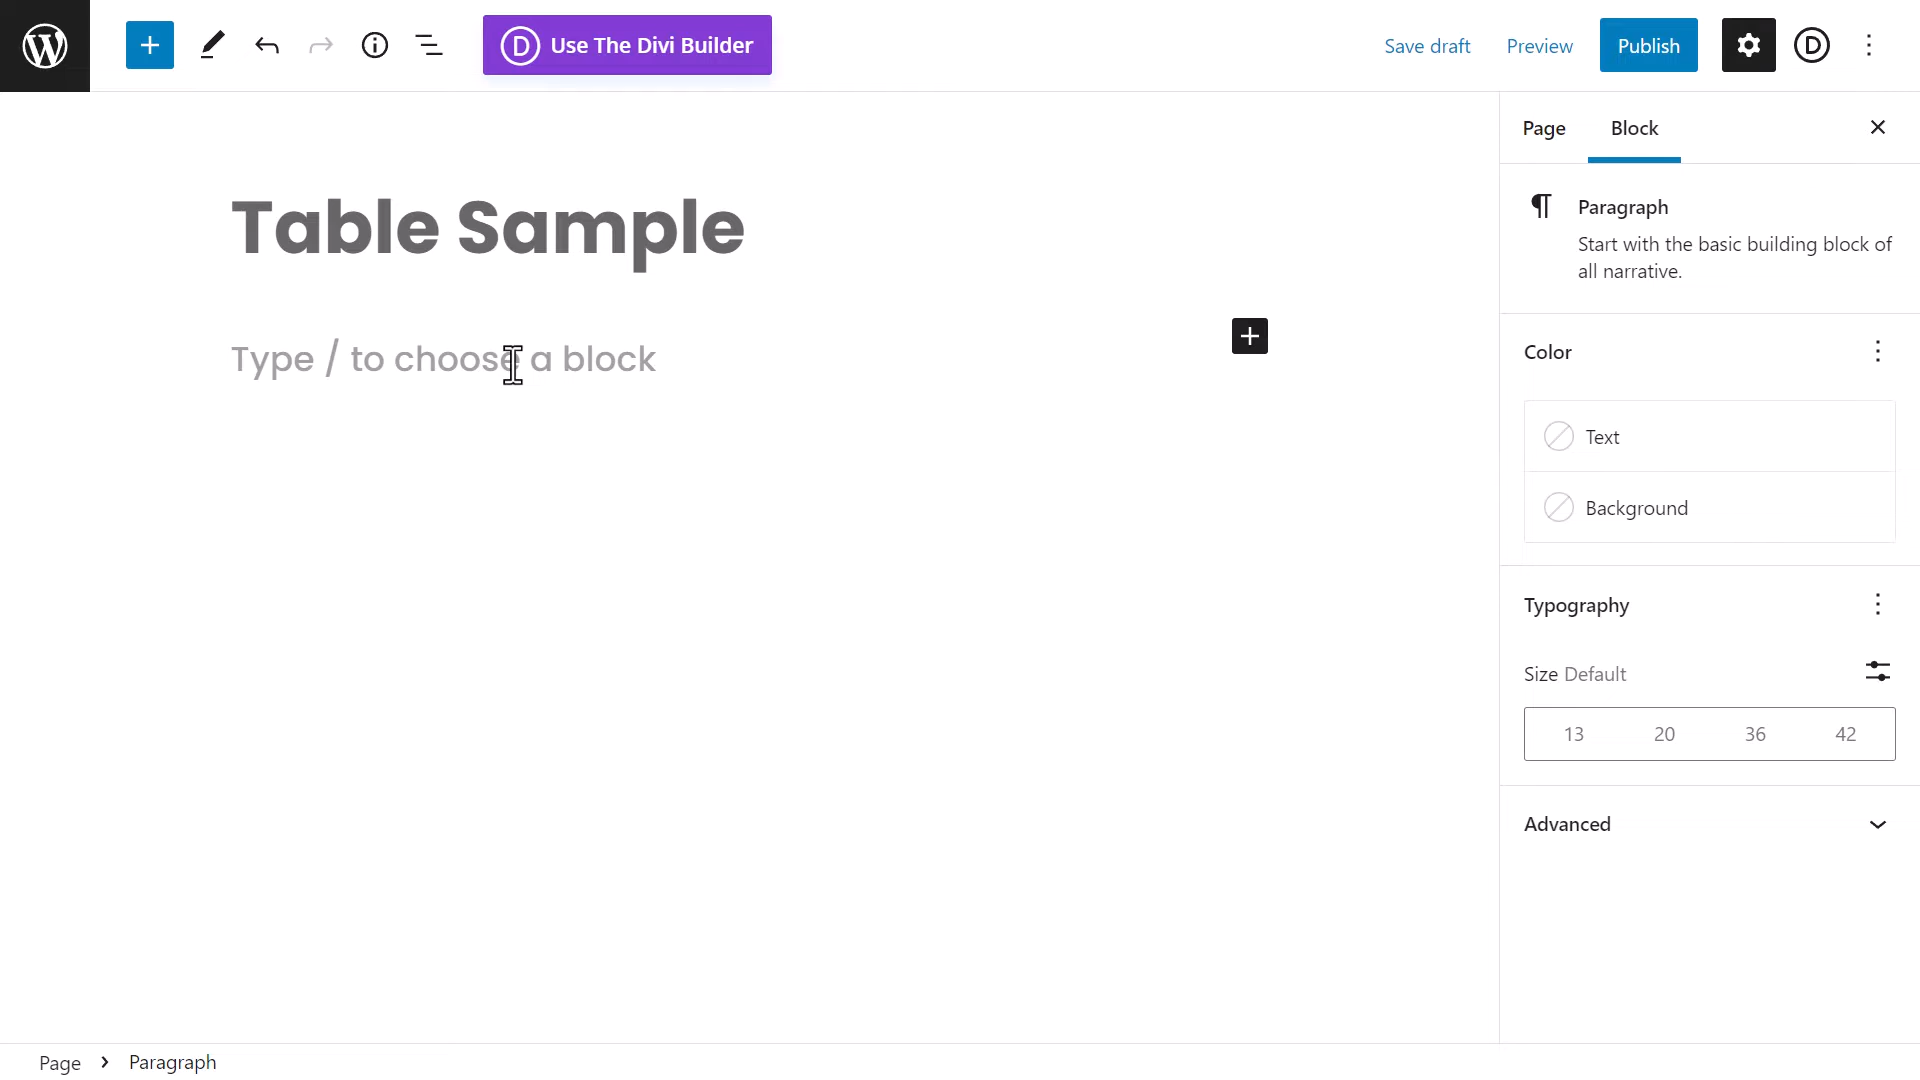 Use The Divi Builder
Save draft
Preview
Publish
Page
Block
Table Sample
Paragraph
Start with the basic building block of
all narrative.
Type / to choose a block
Color
Text
Background
Typography
Size Default
13 20 36 42
Advanced
Page > Paragraph